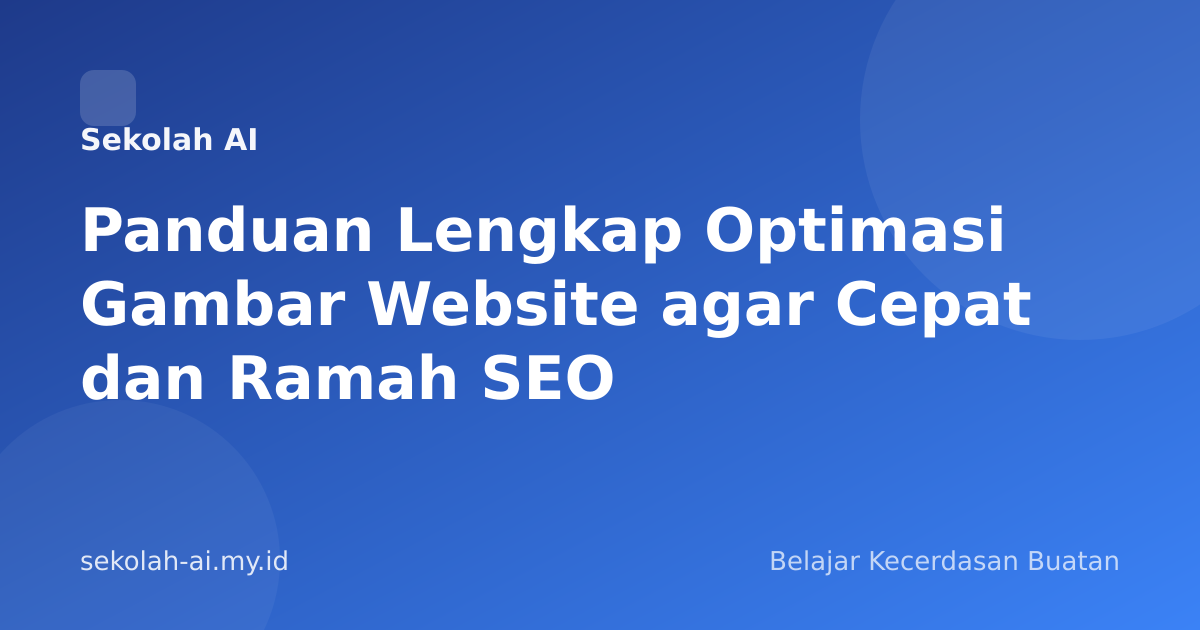 Sekolah AI
Panduan Lengkap Optimasi
Gambar Website agar Cepat
dan Ramah SEO
sekolah-ai.my.id
Belajar Kecerdasan Buatan